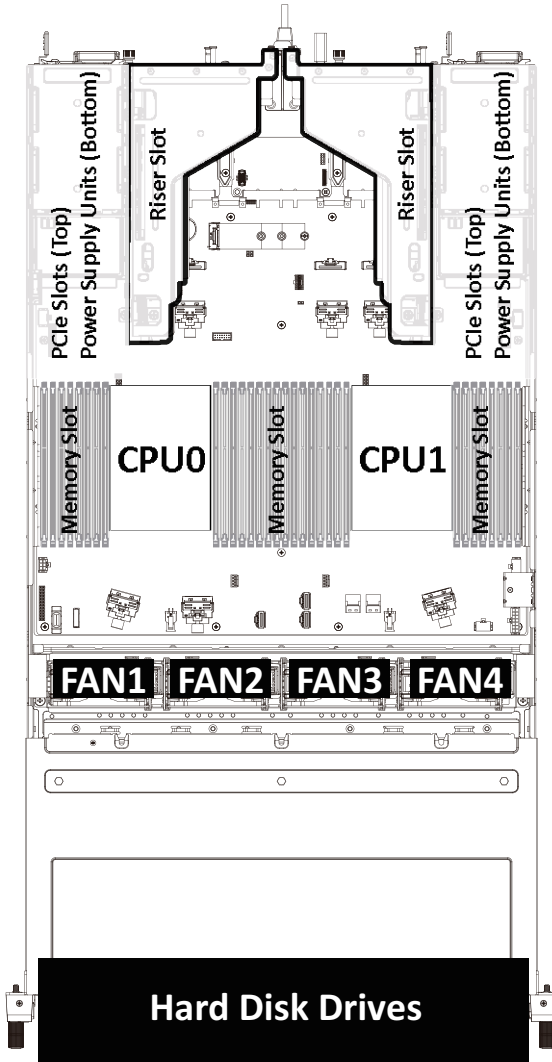 PCIe Slots (Top)
Power Supply Units (Bottom)
Riser Slot
Riser Slot
PCIe Slots (Top)
Power Supply Units (Bottom)
Memory Slot
CPU0
Memory Slot
CPU1
Memory Slot
FAN1
FAN2
FAN3
FAN4
Hard Disk Drives